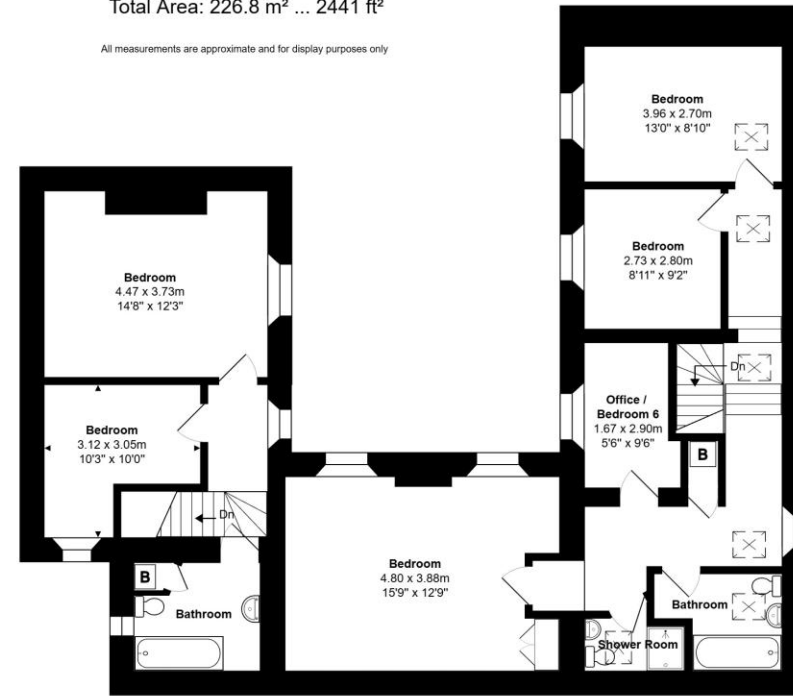 Total Area: 226.8 m² ... 2441 ft²
All measurements are approximate and for display purposes only
Bedroom
3.96 x 2.70m
13'0" x 8'10"
Bedroom
2.73 x 2.80m
8'11" x 9'2"
Bedroom
4.47 x 3.73m
14'8" x 12'3"
Dn
Office /
Bedroom 6
1.67 x 2.90m
5'6" x 9'6"
Bedroom
3.12 x 3.05m
10'3" x 10'0"
B
Dn
Bedroom
4.80 x 3.88m
15'9" x 12'9"
B
Bathroom
Bathroom
Shower Room